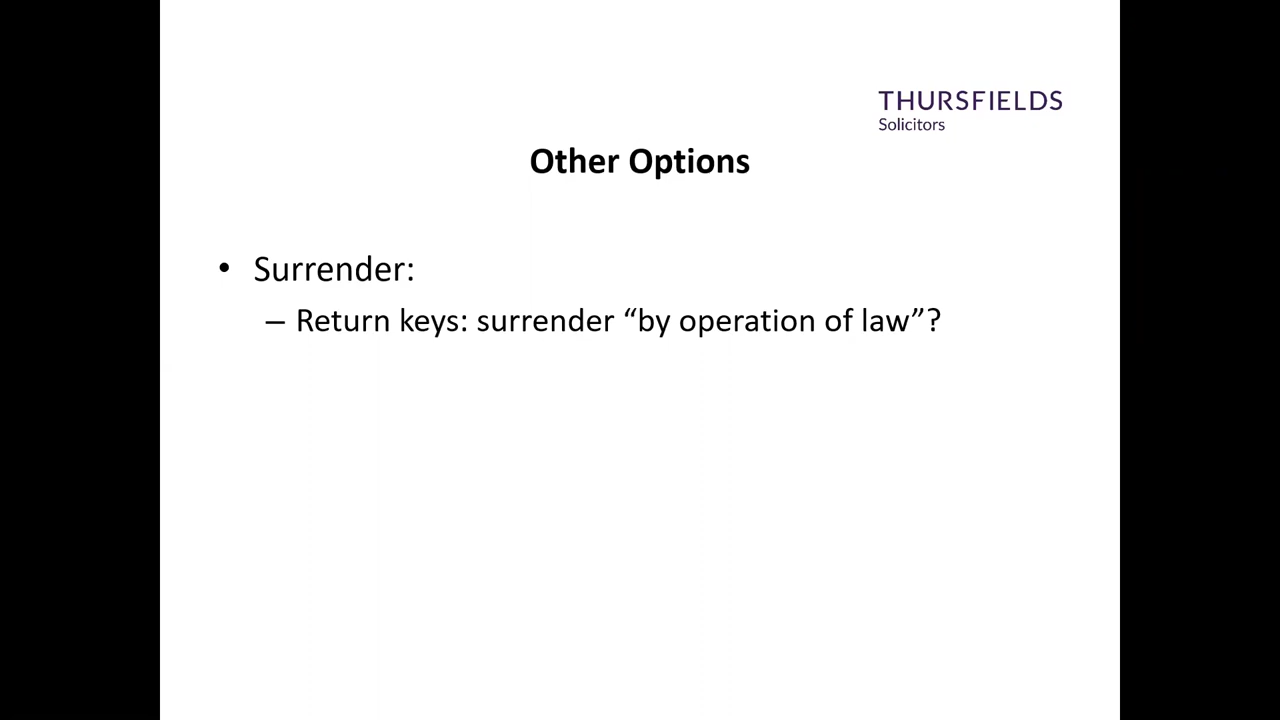 THURSFIELDS
Solicitors
Other Options
• Surrender:
– Return keys: surrender “by operation of law”?